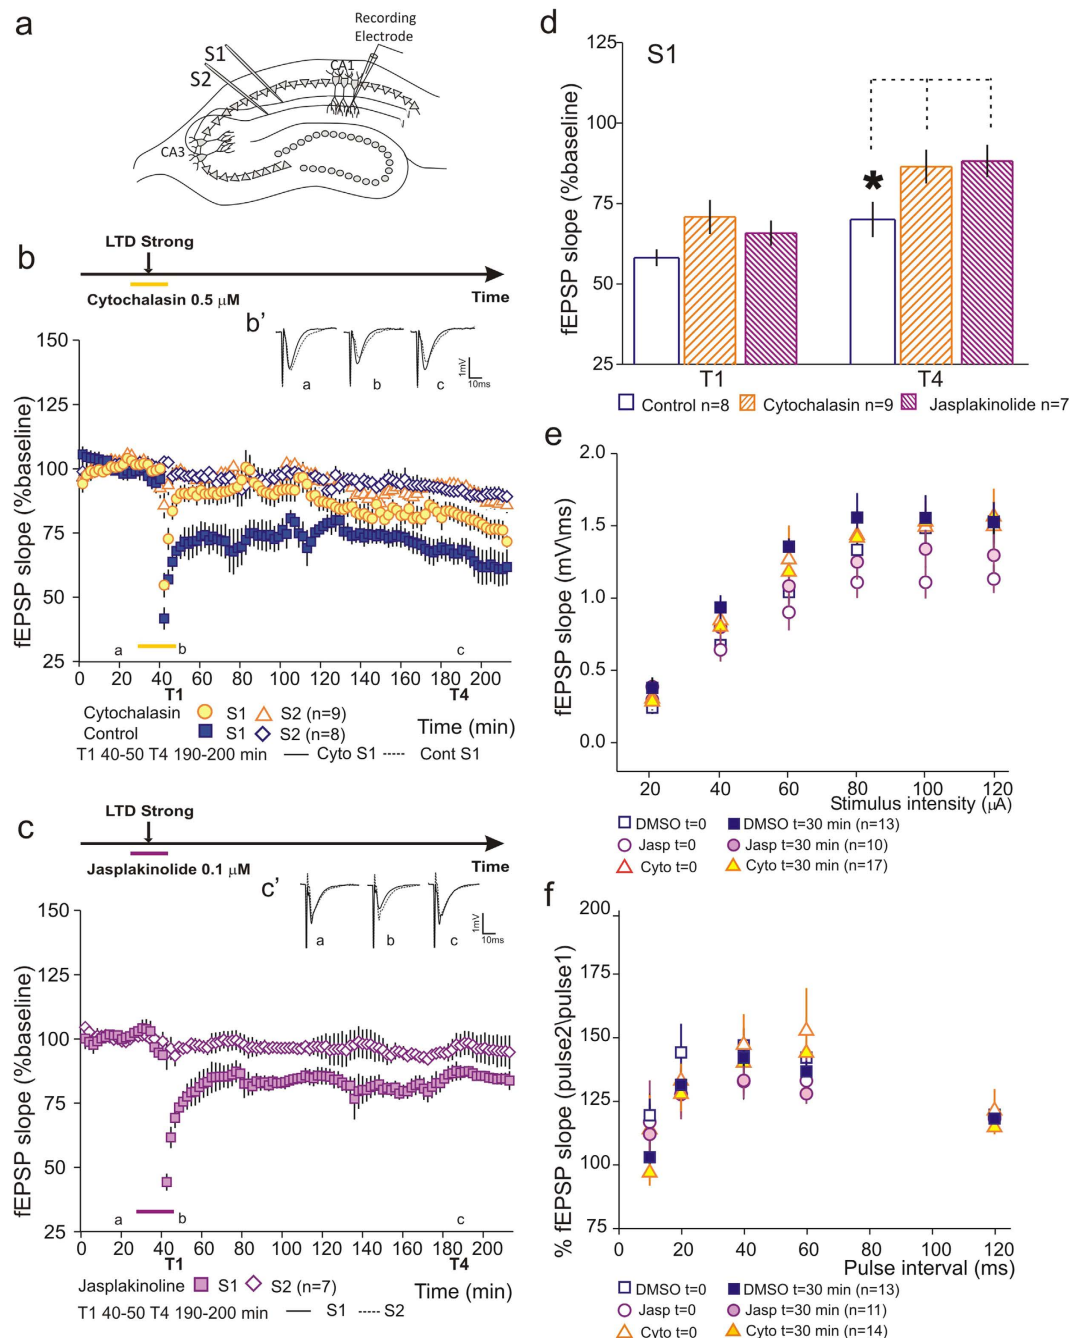 a
Recording
Electrode
S1
S2
CA1
CA3
b
LTD Strong
Cytochalasin 0.5 µM
Time
b'
a
b
c
1mV
10ms
fEPSP slope (%baseline)
150
125
100
75
50
25
a
b
c
0 20 40 60 80 100 120 140 160 180 200
T1
T4
Time (min)
Cytochalasin S1 S2 (n=9)
Control S1 S2 (n=8)
T1 40-50 T4 190-200 min Cyto S1 Cont S1
c
LTD Strong
Jasplakinolide 0.1 µM
Time
c'
a
b
c
1mV
10ms
fEPSP slope (%baseline)
150
125
100
75
50
25
a
b
c
0 20 40 60 80 100 120 140 160 180 200
T1
T4
Time (min)
Jasplakinoline S1 S2 (n=7)
T1 40-50 T4 190-200 min S1 S2
d
S1
fEPSP slope (%baseline)
125
100
75
50
25
*
T1
T4
Control n=8 Cytochalasin n=9 Jasplakinolide n=7
e
fEPSP slope (mV\ms)
2.0
1.5
1.0
0.5
0.0
20 40 60 80 100 120
Stimulus intensity (µA)
DMSO t=0 DMSO t=30 min (n=13)
Jasp t=0 Jasp t=30 min (n=10)
Cyto t=0 Cyto t=30 min (n=17)
f
% fEPSP slope (pulse2\pulse1)
200
175
150
125
100
75
0 20 40 60 80 100 120
Pulse interval (ms)
DMSO t=0 DMSO t=30 min (n=13)
Jasp t=0 Jasp t=30 min (n=11)
Cyto t=0 Cyto t=30 min (n=14)